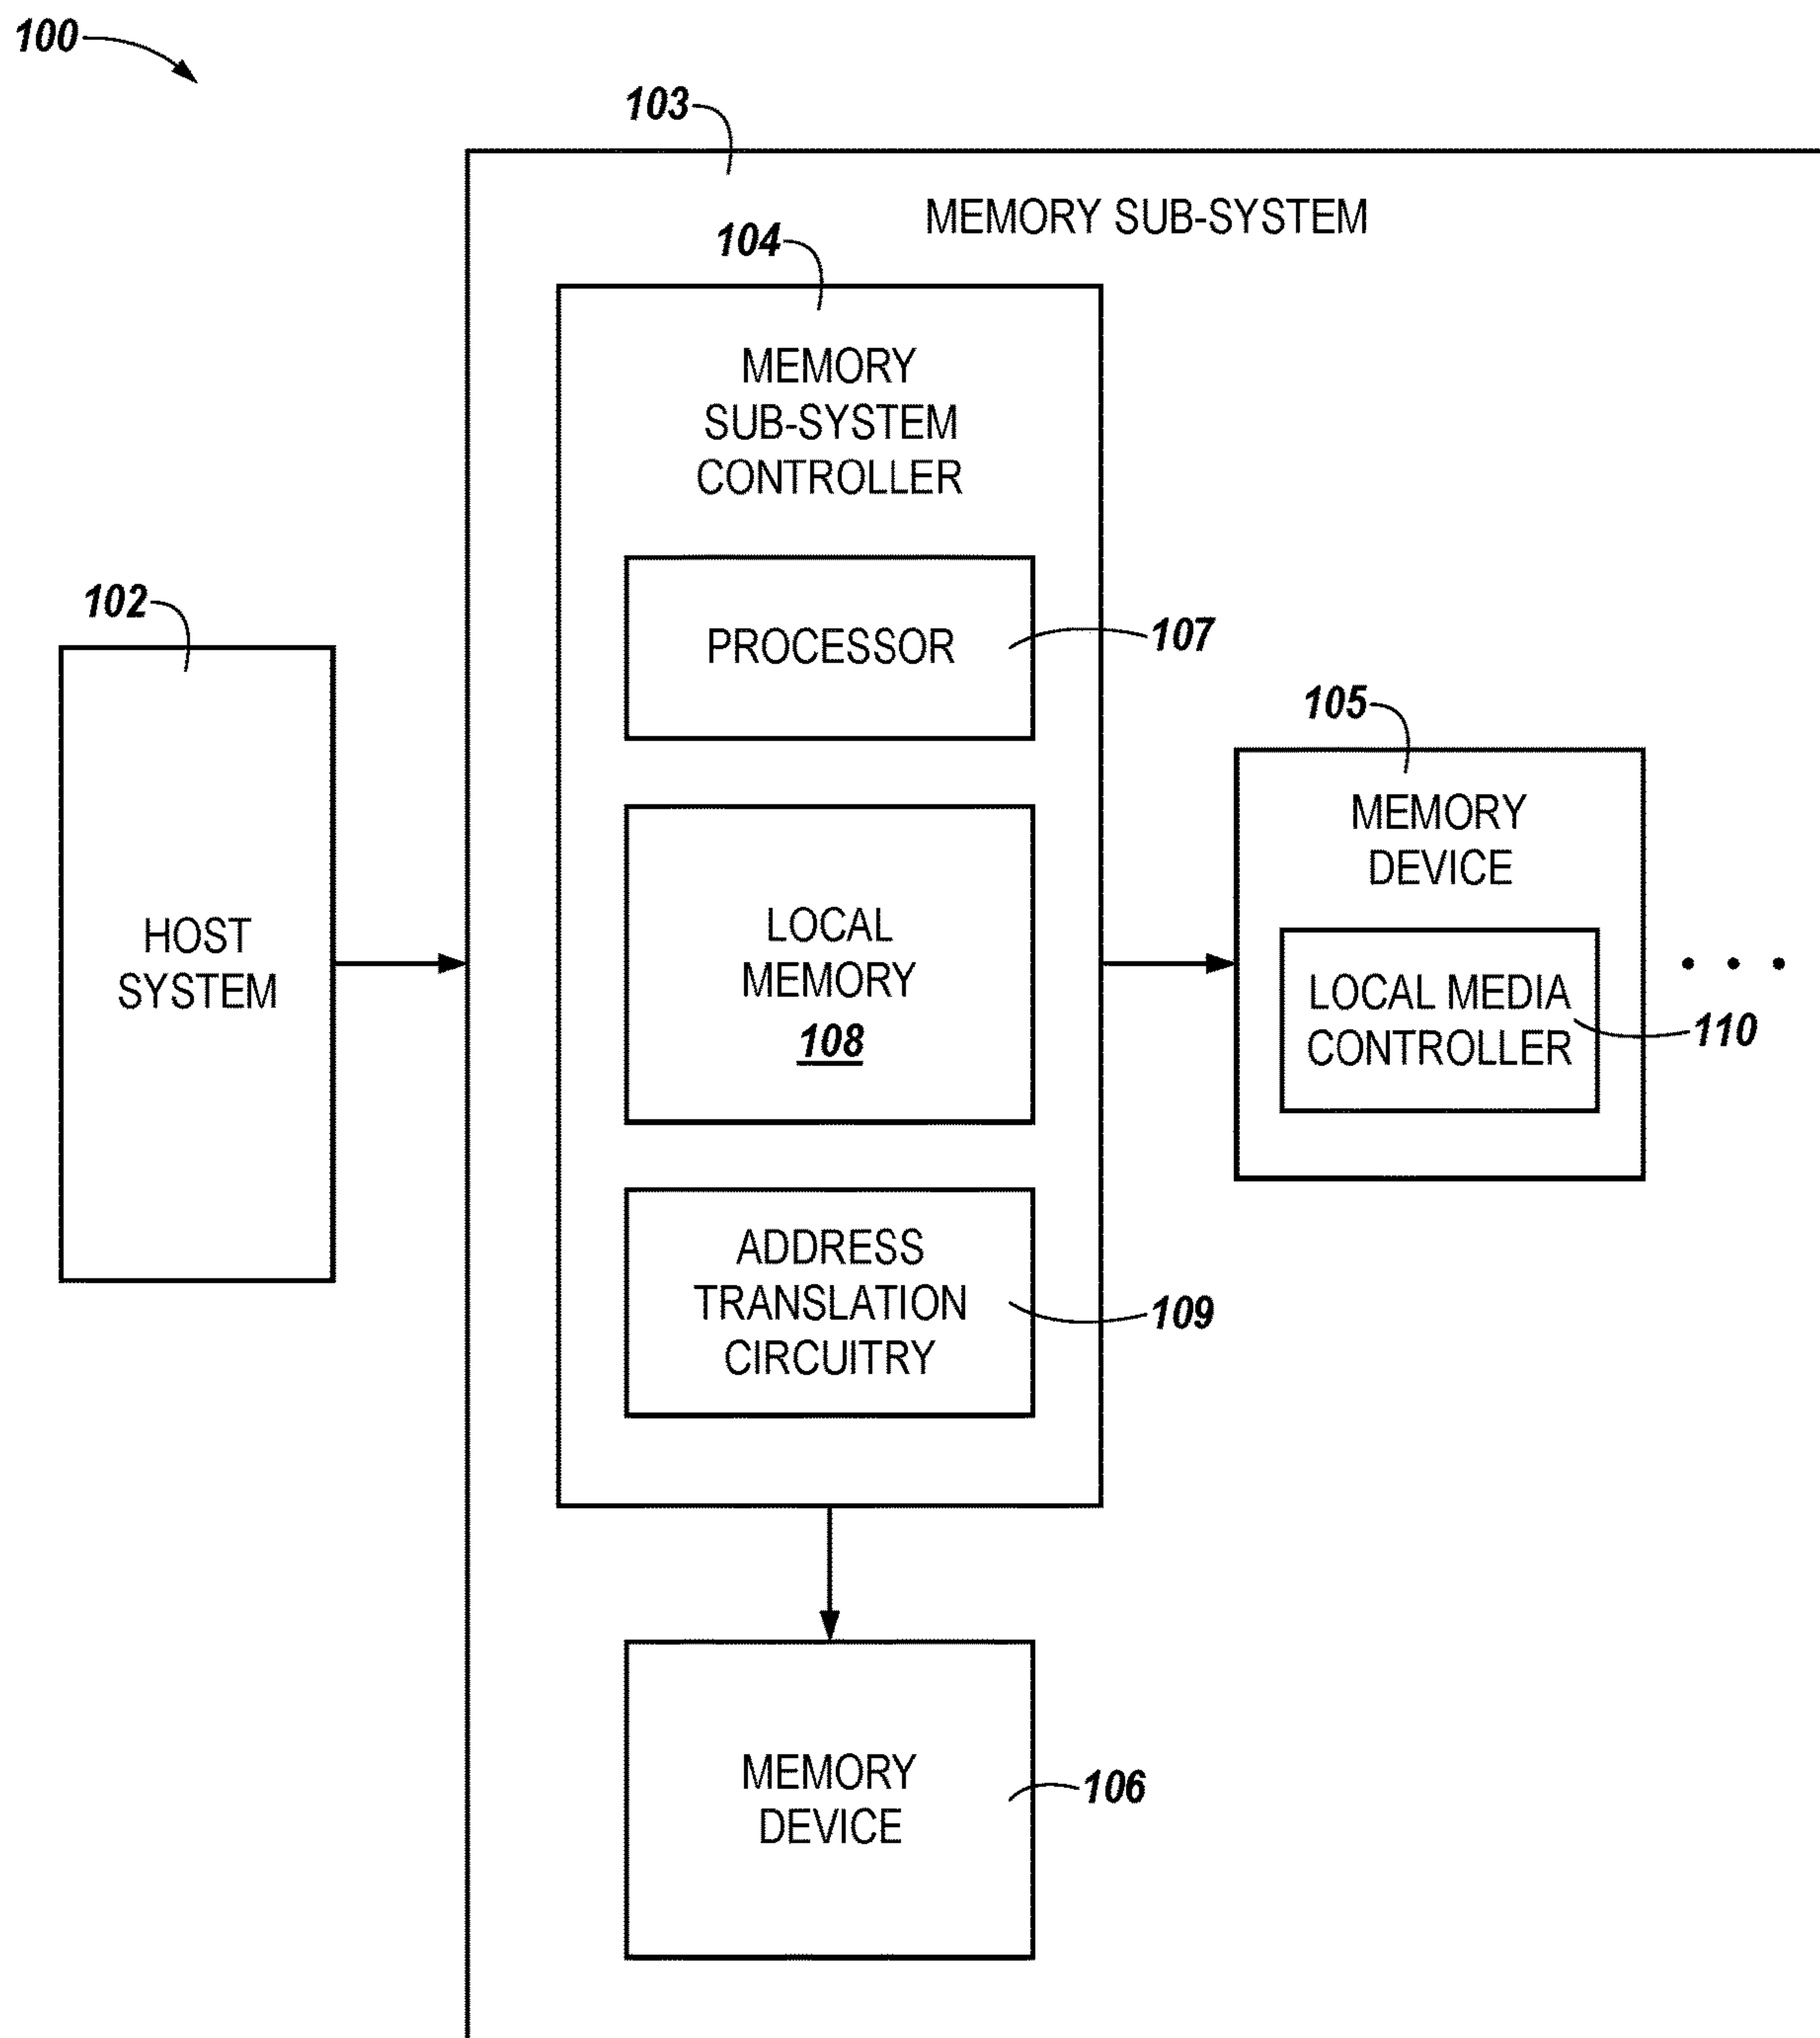 100
103
MEMORY SUB-SYSTEM
104
MEMORY
SUB-SYSTEM
CONTROLLER
PROCESSOR
107
LOCAL
MEMORY
108
ADDRESS
TRANSLATION
CIRCUITRY
109
102
HOST
SYSTEM
105
MEMORY
DEVICE
LOCAL MEDIA
CONTROLLER
110
• • •
MEMORY
DEVICE
106